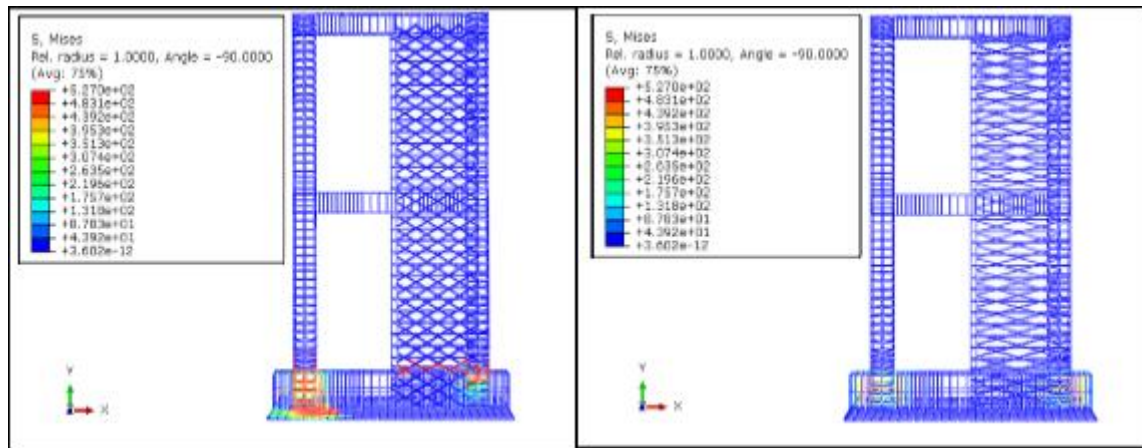 S, Mises
Rel. radius = 1.0000, Angle = -90.0000
(Avg: 75%)
+5.270e+02
+4.831e+02
+4.392e+02
+3.953e+02
+3.513e+02
+3.074e+02
+2.635e+02
+2.196e+02
+1.757e+02
+1.318e+02
+8.783e+01
+4.392e+01
+3.602e-12
Y
X
S, Mises
Rel. radius = 1.0000, Angle = -90.0000
(Avg: 75%)
+5.270e+02
+4.831e+02
+4.392e+02
+3.953e+02
+3.513e+02
+3.074e+02
+2.635e+02
+2.196e+02
+1.757e+02
+1.318e+02
+8.783e+01
+4.392e+01
+3.602e-12
Y
X